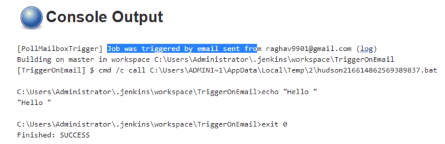 Console Output
[PollMailboxTrigger] Job was triggered by email sent from raghav9901@gmail.com (log)
Building on master in workspace C:\Users\Administrator\.jenkins\workspace\TriggerOnEmail
[TriggerOnEmail] $ cmd /c call C:\Users\ADMINI~1\AppData\Local\Temp\2\hudson216614862569389837.bat
C:\Users\Administrator\.jenkins\workspace\TriggerOnEmail>echo "Hello "
"Hello "
C:\Users\Administrator\.jenkins\workspace\TriggerOnEmail>exit 0
Finished: SUCCESS